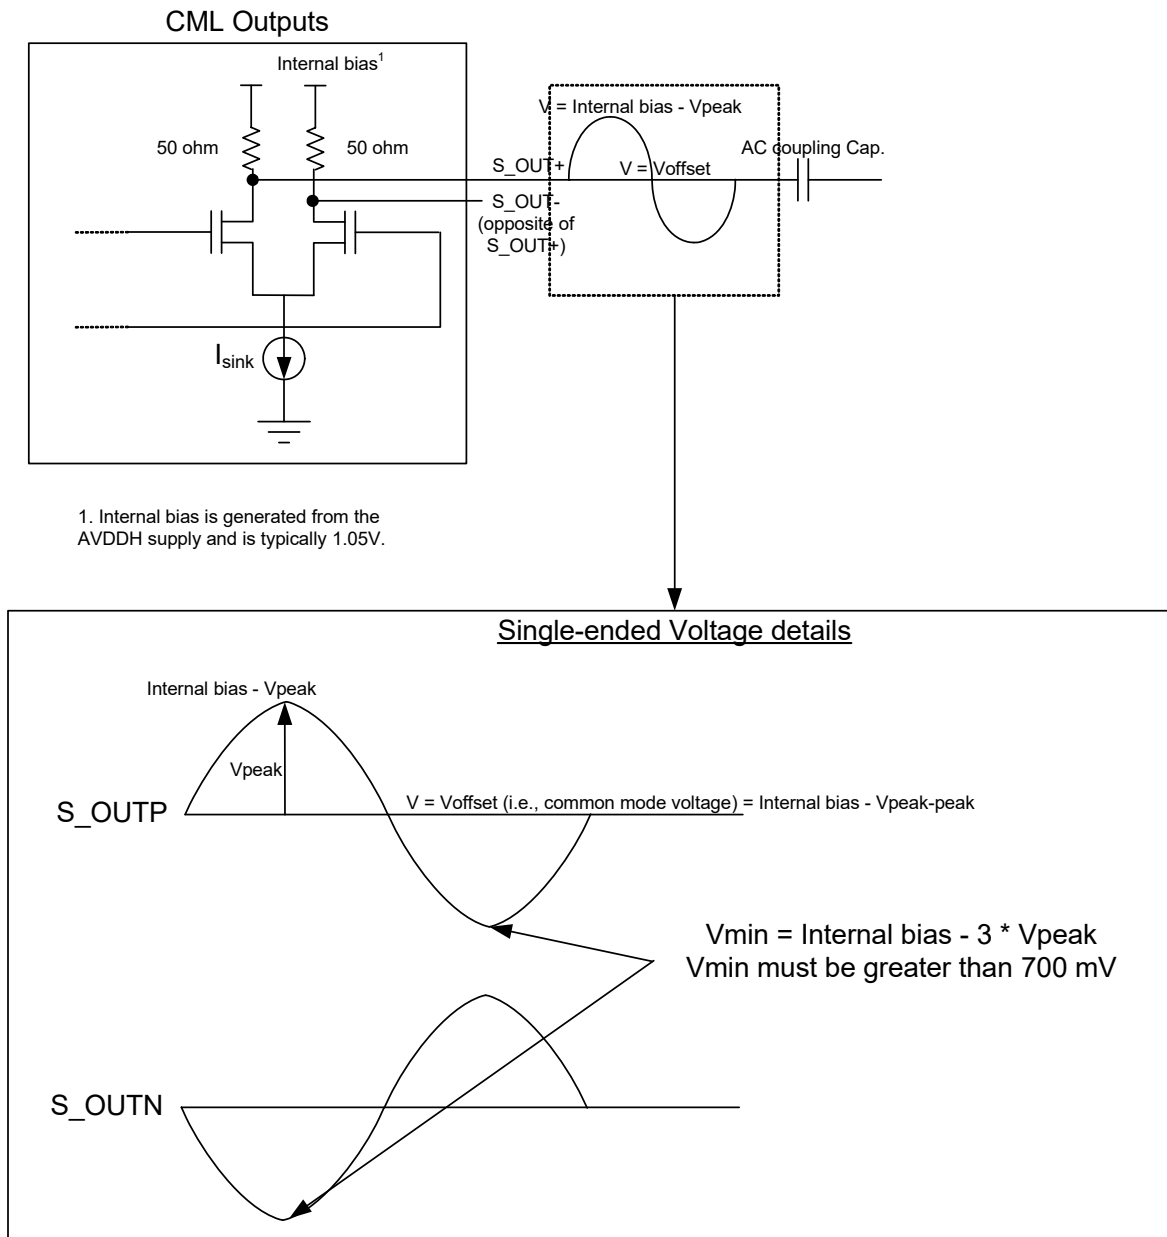 CML Outputs
Internal bias1
50 ohm
50 ohm
V = Internal bias - Vpeak
AC coupling Cap.
S_OUT+
V = Voffset
S_OUT-
(opposite of
S_OUT+)
Isink
1. Internal bias is generated from the
AVDDH supply and is typically 1.05V.
Single-ended Voltage details
Internal bias - Vpeak
Vpeak
S_OUTP
V = Voffset (i.e., common mode voltage) = Internal bias - Vpeak-peak
Vmin = Internal bias - 3 * Vpeak
Vmin must be greater than 700 mV
S_OUTN